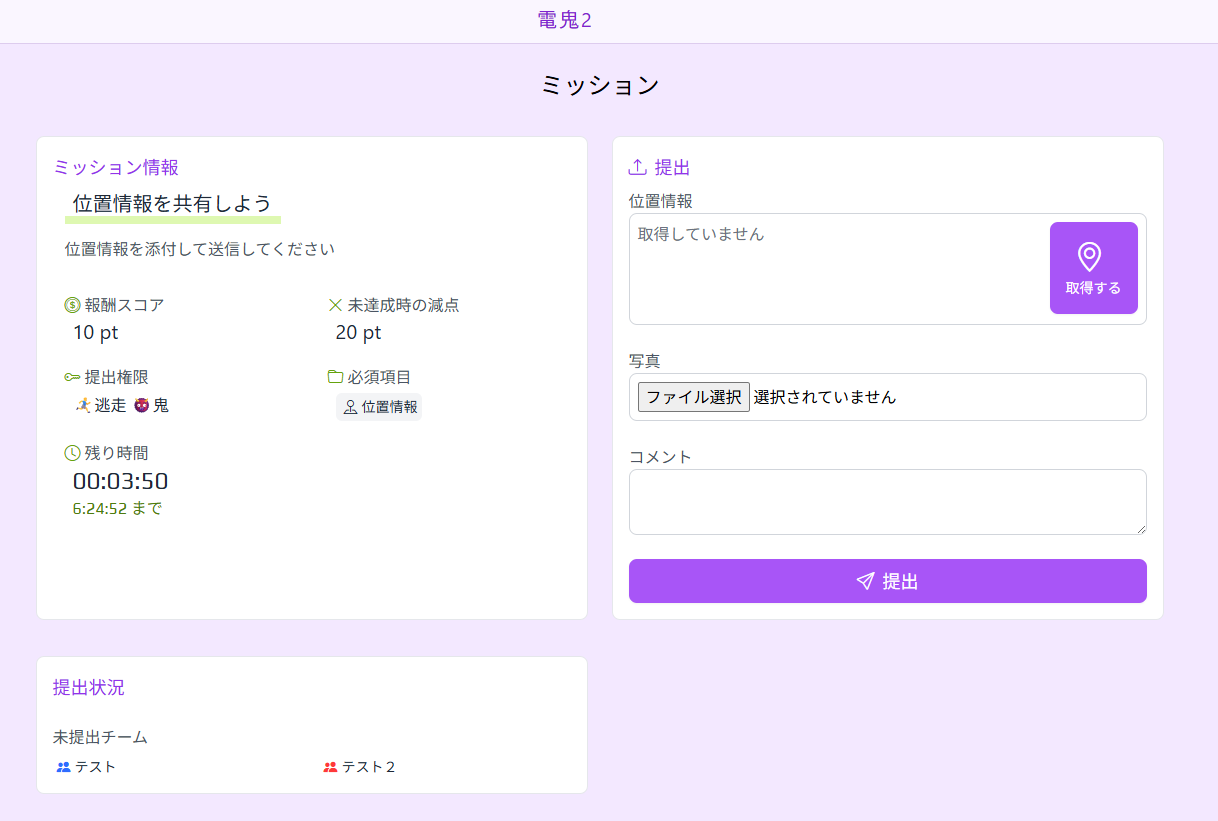 電鬼2
ミッション
ミッション情報
位置情報を共有しよう
位置情報を添付して送信してください
報酬スコア
10 pt
未達成時の減点
20 pt
提出権限
逃走 鬼
必須項目
位置情報
残り時間
00:03:50
6:24:52 まで
提出
位置情報
取得していません
取得する
写真
ファイル選択 選択されていません
コメント
提出
提出状況
未提出チーム
テスト
テスト２